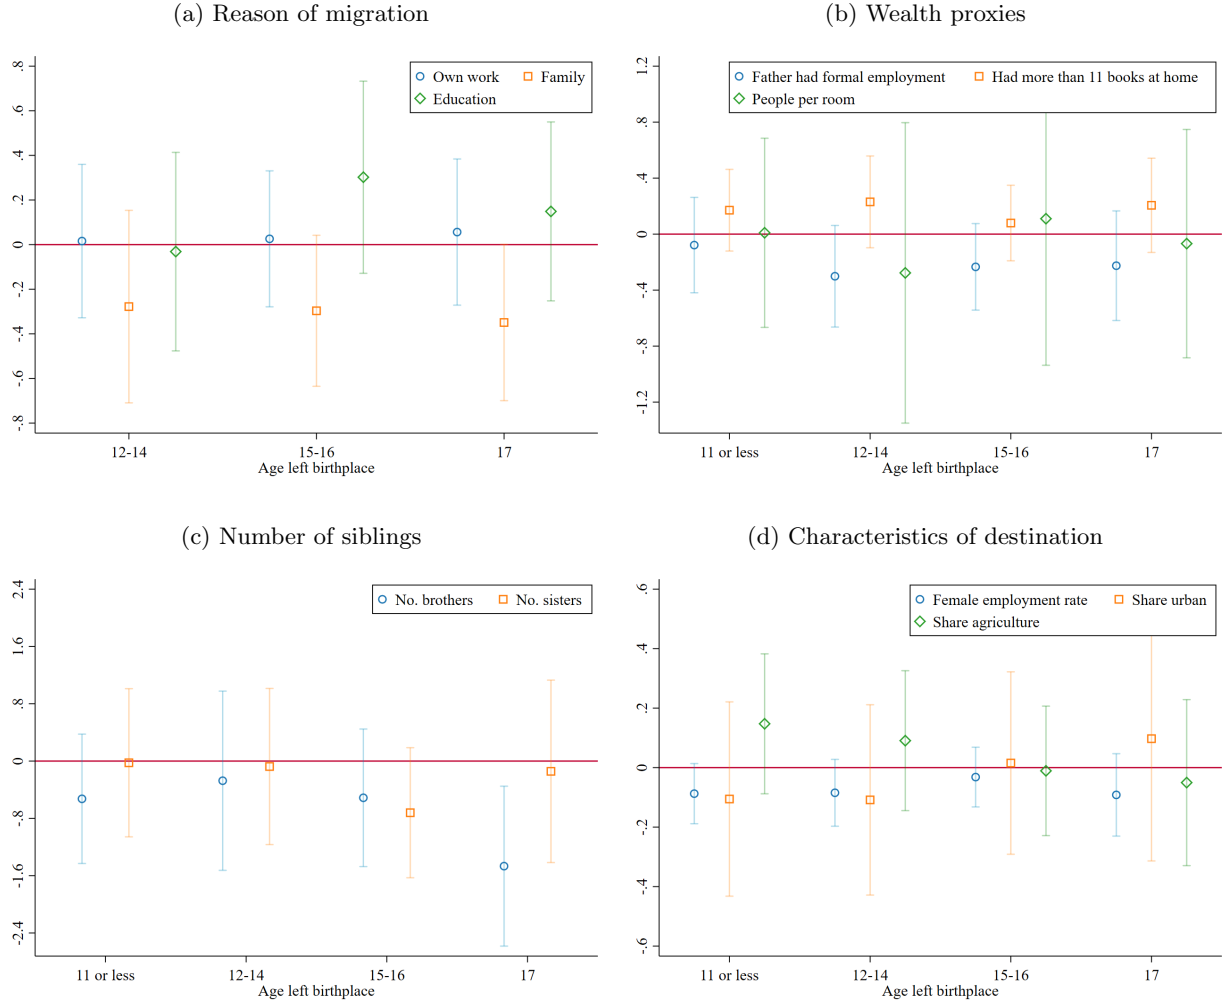 (a) Reason of migration
Own work Family
Education
.8
.6
.4
.2
0
-.2
-.4
-.6
-.8
12-14 15-16 17
Age left birthplace
(b) Wealth proxies
Father had formal employment Had more than 11 books at home
People per room
1.2
.8
.4
0
-.4
-.8
-1.2
11 or less 12-14 15-16 17
Age left birthplace
(c) Number of siblings
No. brothers No. sisters
2.4
1.6
.8
0
-.8
-1.6
-2.4
11 or less 12-14 15-16 17
Age left birthplace
(d) Characteristics of destination
Female employment rate Share urban
Share agriculture
.6
.4
.2
0
-.2
-.4
-.6
11 or less 12-14 15-16 17
Age left birthplace